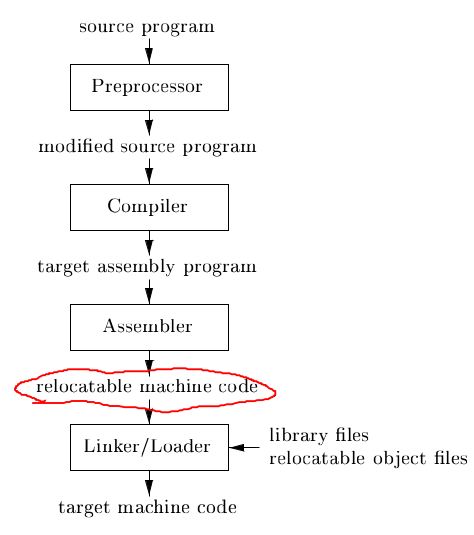 source program
Preprocessor
modified source program
Compiler
target assembly program
Assembler
relocatable machine code
Linker/Loader
library files
relocatable object files
target machine code